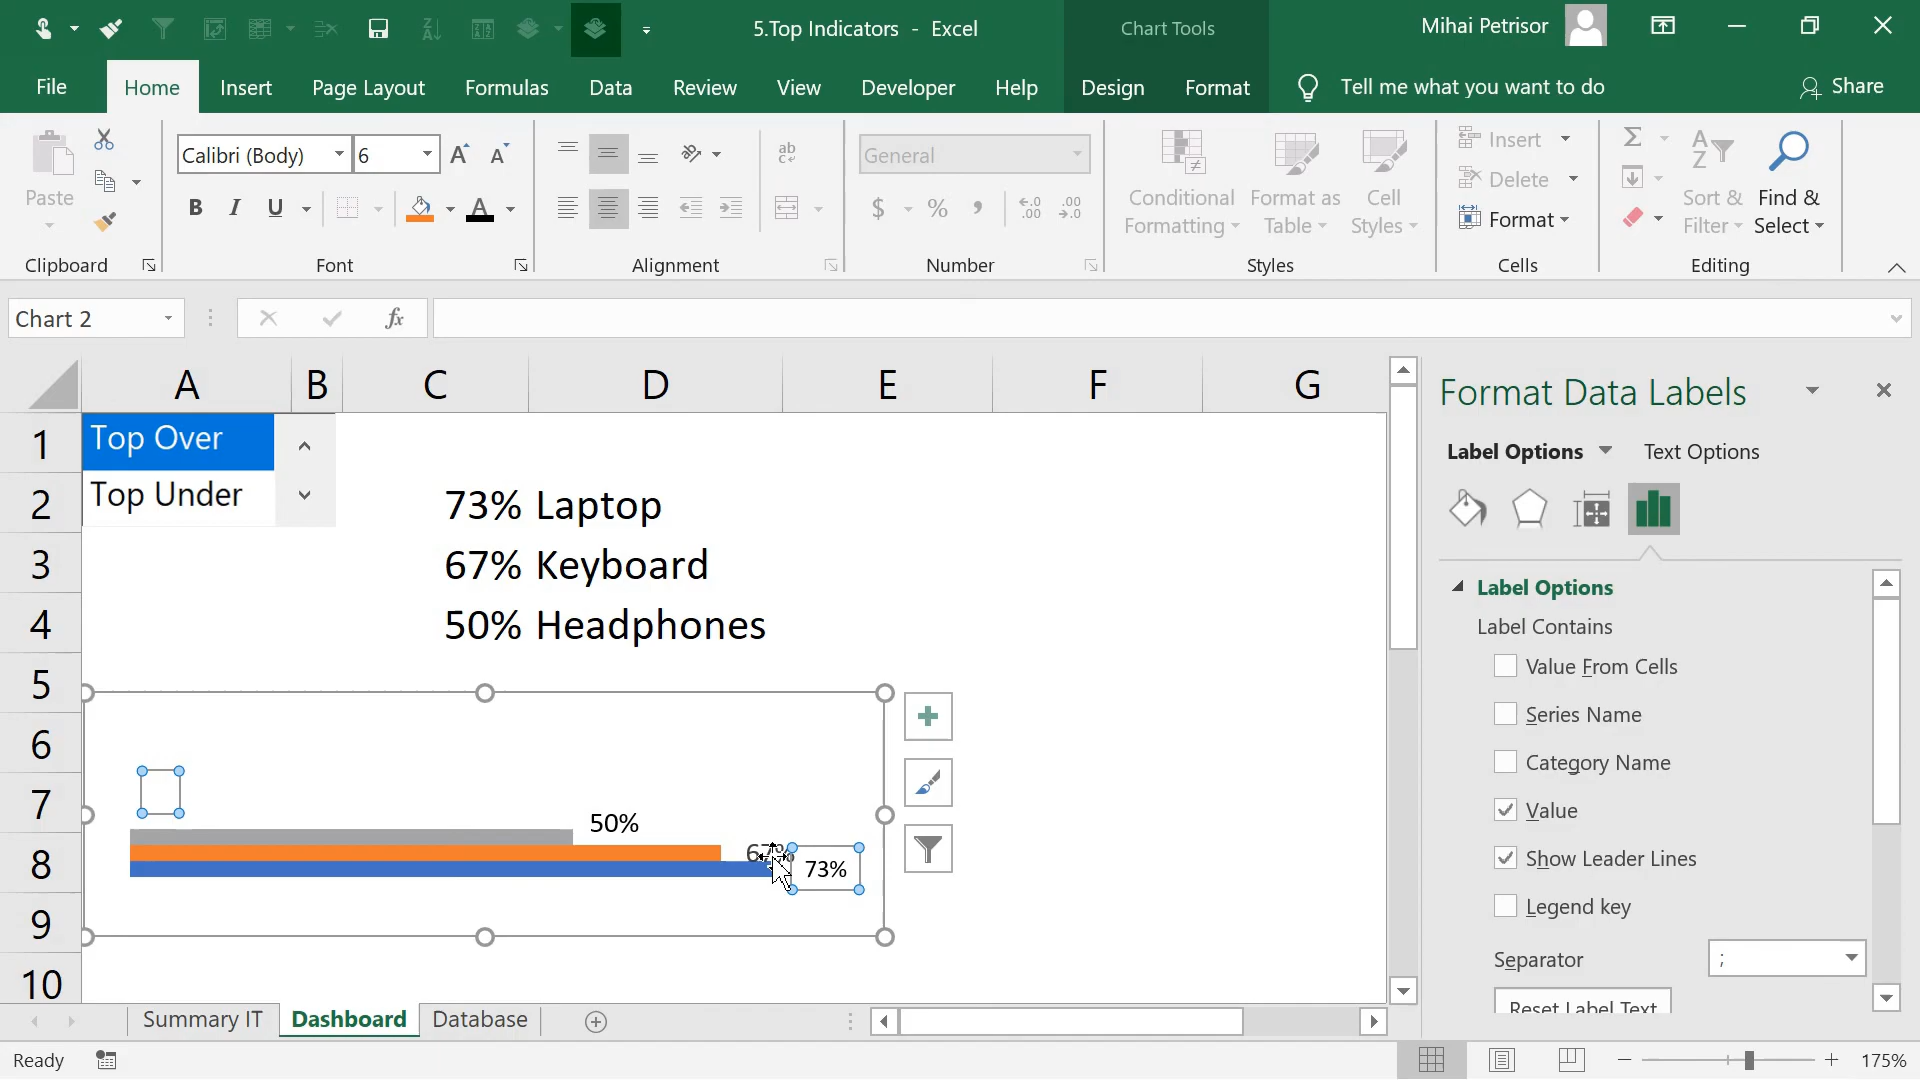 5.Top Indicators - Excel
Chart Tools
Mihai Petrisor
File
Home
Insert
Page Layout
Formulas
Data
Review
View
Developer
Help
Design
Format
Tell me what you want to do
Share
Paste
Clipboard
Calibri (Body)
6
B
I
U
A
Font
ab
Alignment
General
$
%
Number
Conditional
Formatting
Format as
Table
Cell
Styles
Styles
Insert
Delete
Format
Cells
Sort &
Filter
Find &
Select
Editing
Chart 2
fx
A
B
C
D
E
F
G
1
2
3
4
5
6
7
8
9
10
Top Over
Top Under
73% Laptop
67% Keyboard
50% Headphones
50%
67%
73%
Format Data Labels
Label Options
Text Options
Label Options
Label Contains
Value From Cells
Series Name
Category Name
Value
Show Leader Lines
Legend key
Separator
;
Reset Label Text
Summary IT
Dashboard
Database
Ready
175%